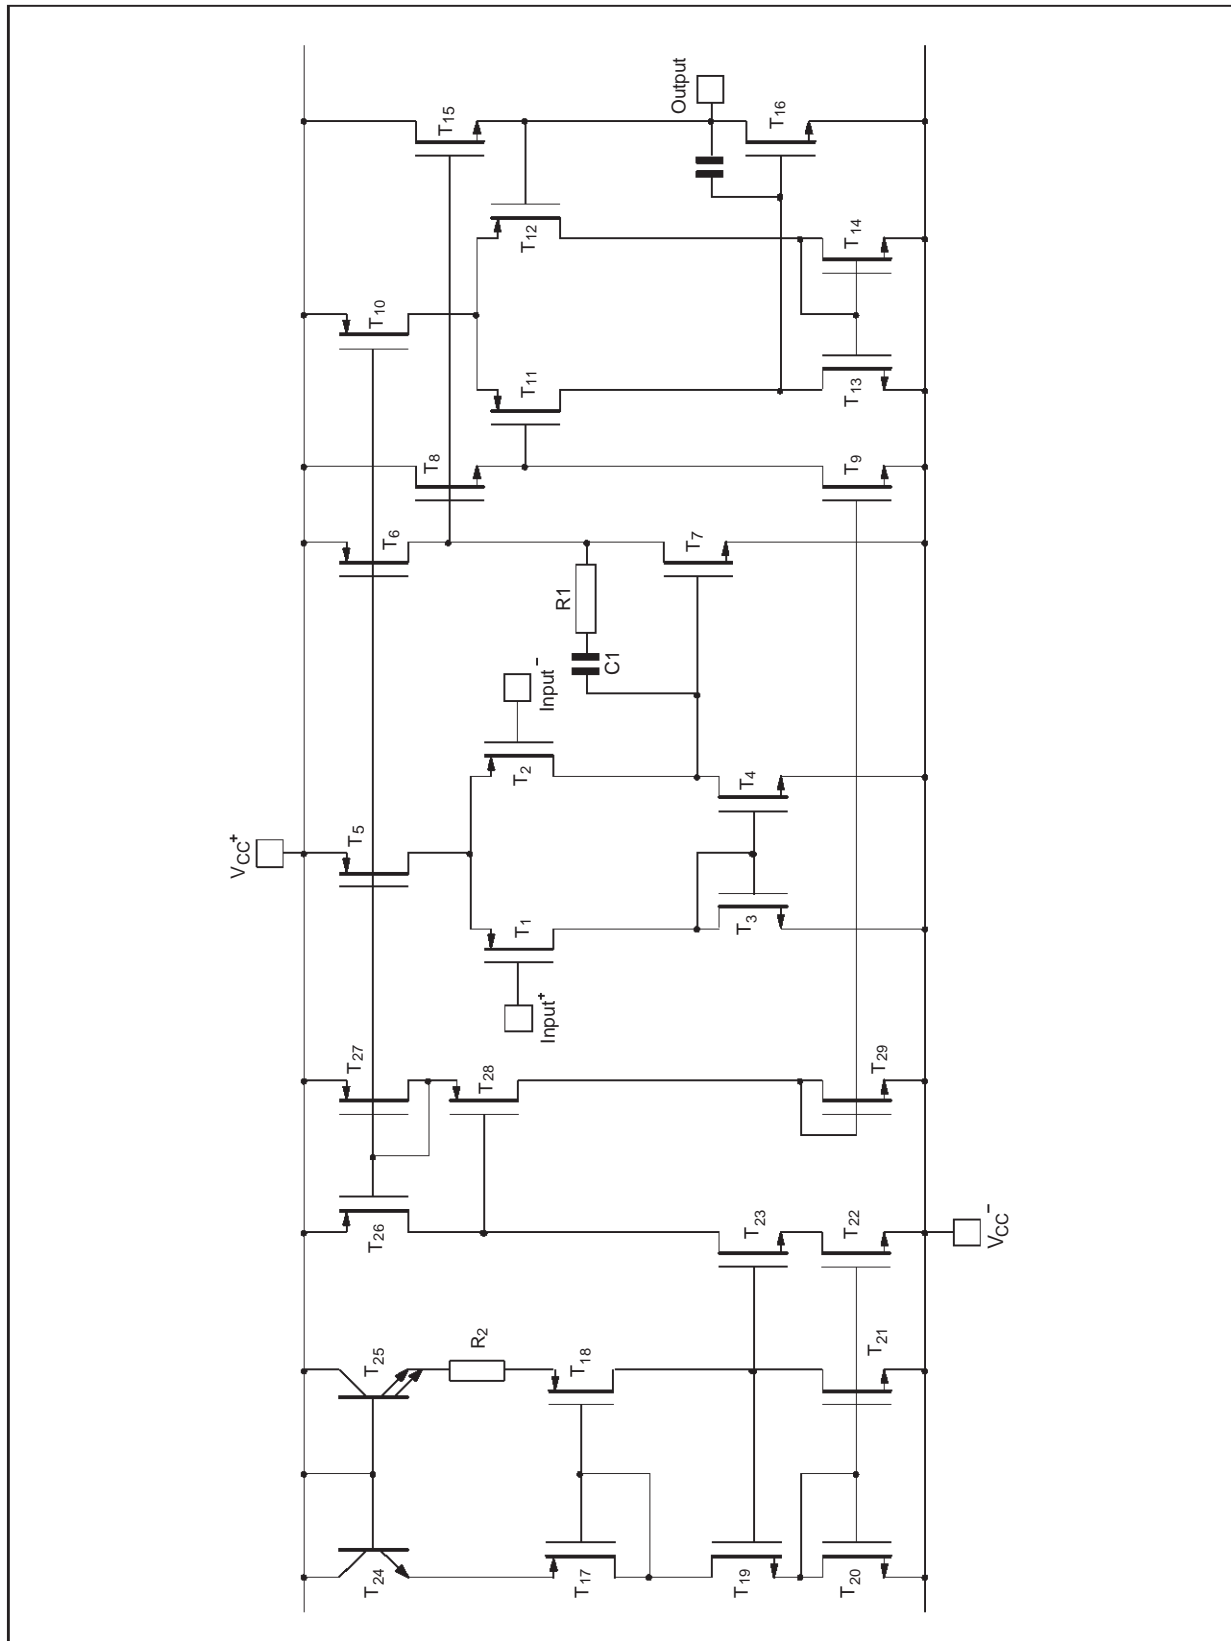 T24
T17
T19
T20
T25
R2
T18
T21
T26
T23
T22
VCC-
T27
T28
T29
Input+
T1
T3
VCC+
T5
T2
T4
Input-
C1
R1
T6
T7
T8
T9
T11
T13
T10
T12
T14
T15
Output
T16